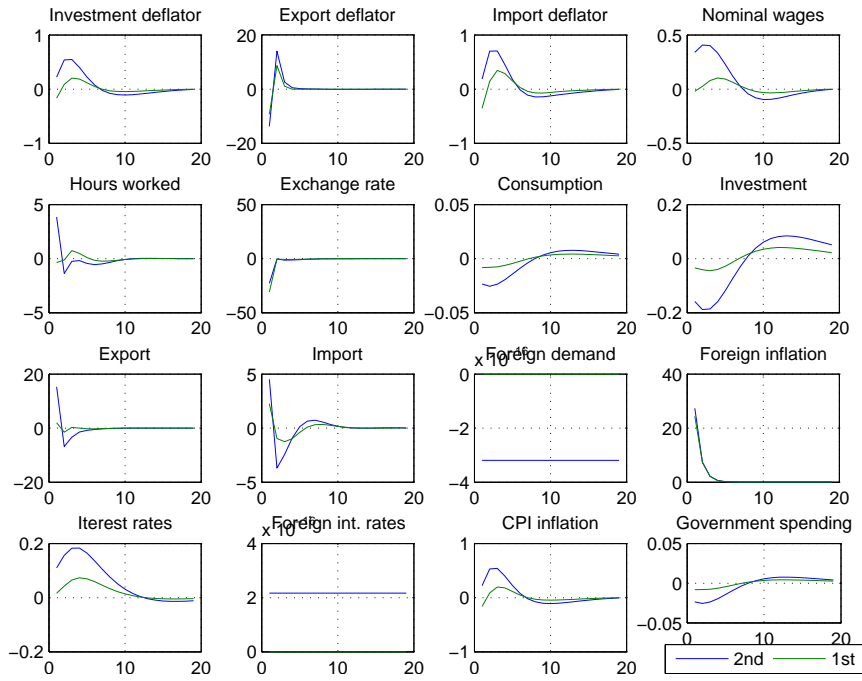 Investment deflator
1
0
−1
0 10 20
Export deflator
20
0
−20
0 10 20
Import deflator
1
0
−1
0 10 20
Nominal wages
0.5
0
−0.5
0 10 20
Hours worked
5
0
−5
0 10 20
Exchange rate
50
0
−50
0 10 20
Consumption
0.05
0
−0.05
0 10 20
Investment
0.2
0
−0.2
0 10 20
Export
20
0
−20
0 10 20
Import
5
0
−5
0 10 20
Foreign demand
x 10
0
−2
−4
0 10 20
Foreign inflation
40
20
0
0 10 20
Iterest rates
0.2
0
−0.2
0 10 20
Foreign int. rates
x 10
4
2
0
0 10 20
CPI inflation
1
0
−1
0 10 20
Government spending
0.05
0
−0.05
0 10 20
2nd 1st